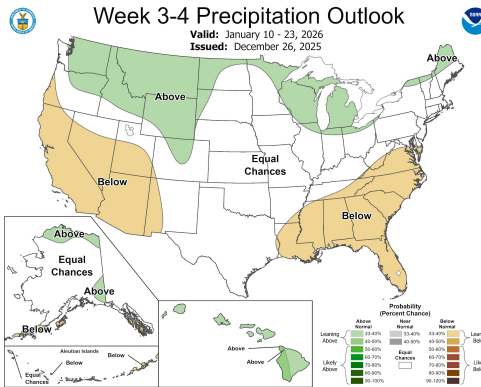 Week 3-4 Precipitation Outlook
Valid: January 10 - 23, 2026
Issued: December 26, 2025
Above
Above
Equal
Chances
Below
Below
Above
Equal
Chances
Above
Below
Aleutian Islands
Below
Below
Equal
Chances
Above
Above
Probability
(Percent Chance)
Above
Normal
Near
Normal
Below
Normal
Leaning
Above
33-40%
40-50%
50-60%
60-70%
70-80%
80-90%
90-100%
Likely
Above
33-40%
40-50%
Equal
Chances
33-40%
40-50%
50-60%
60-70%
70-80%
80-90%
90-100%